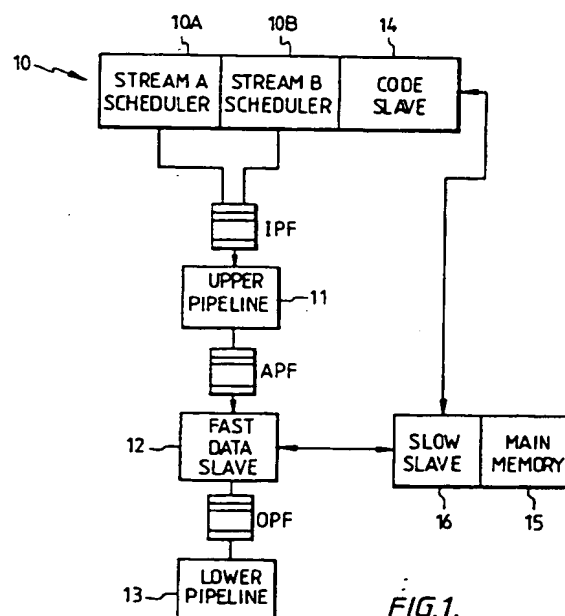 10A 10B 14
10
STREAM A
SCHEDULER
STREAM B
SCHEDULER
CODE
SLAVE
IPF
UPPER
PIPELINE
11
APF
12
FAST
DATA
SLAVE
SLOW
SLAVE
MAIN
MEMORY
16 15
OPF
13
LOWER
PIPELINE
FIG.1.